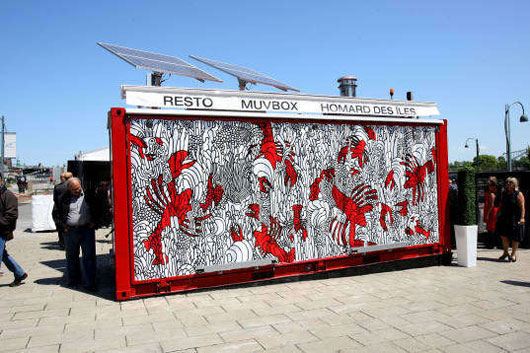 RESTO MUVBOX HOMARD DES ÎLES